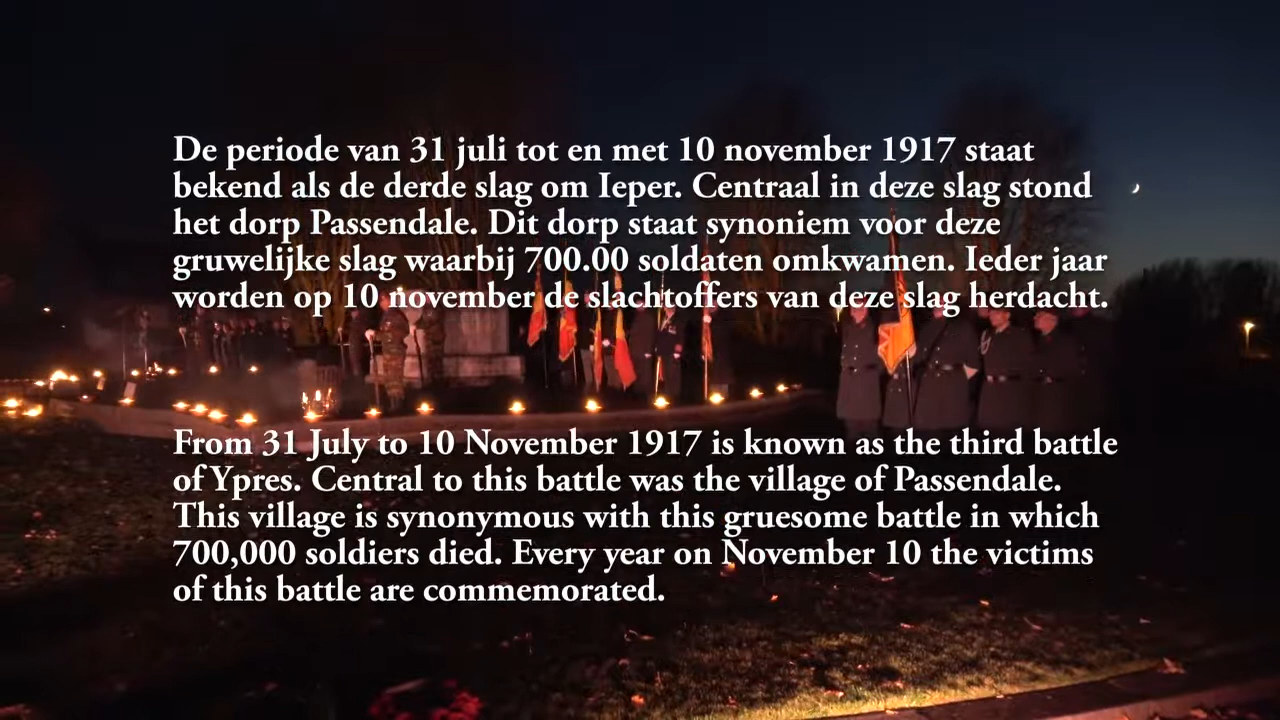 De periode van 31 juli tot en met 10 november 1917 staat
bekend als de derde slag om Ieper. Centraal in deze slag stond
het dorp Passendale. Dit dorp staat synoniem voor deze
gruwelijke slag waarbij 700.00 soldaten omkwamen. Ieder jaar
worden op 10 november de slachtoffers van deze slag herdacht.
From 31 July to 10 November 1917 is known as the third battle
of Ypres. Central to this battle was the village of Passendale.
This village is synonymous with this gruesome battle in which
700,000 soldiers died. Every year on November 10 the victims
of this battle are commemorated.